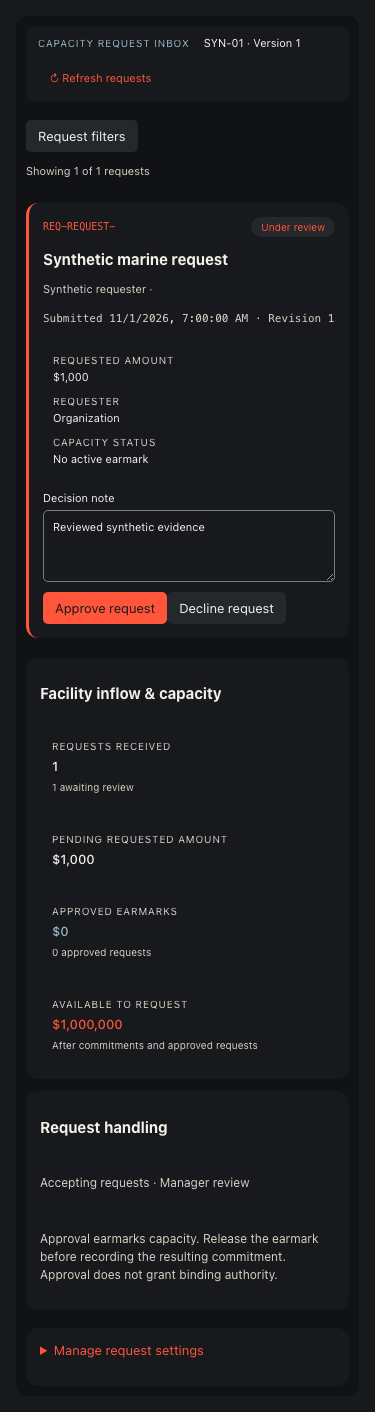 CAPACITY REQUEST INBOX SYN-01 · Version 1
↻ Refresh requests
Request filters
Showing 1 of 1 requests
REQ-REQUEST- Under review
Synthetic marine request
Synthetic requester ·
Submitted 11/1/2026, 7:00:00 AM · Revision 1
REQUESTED AMOUNT
$1,000
REQUESTER
Organization
CAPACITY STATUS
No active earmark
Decision note
Reviewed synthetic evidence
Approve request Decline request
Facility inflow & capacity
REQUESTS RECEIVED
1
1 awaiting review
PENDING REQUESTED AMOUNT
$1,000
APPROVED EARMARKS
$0
0 approved requests
AVAILABLE TO REQUEST
$1,000,000
After commitments and approved requests
Request handling
Accepting requests · Manager review
Approval earmarks capacity. Release the earmark
before recording the resulting commitment.
Approval does not grant binding authority.
▶ Manage request settings